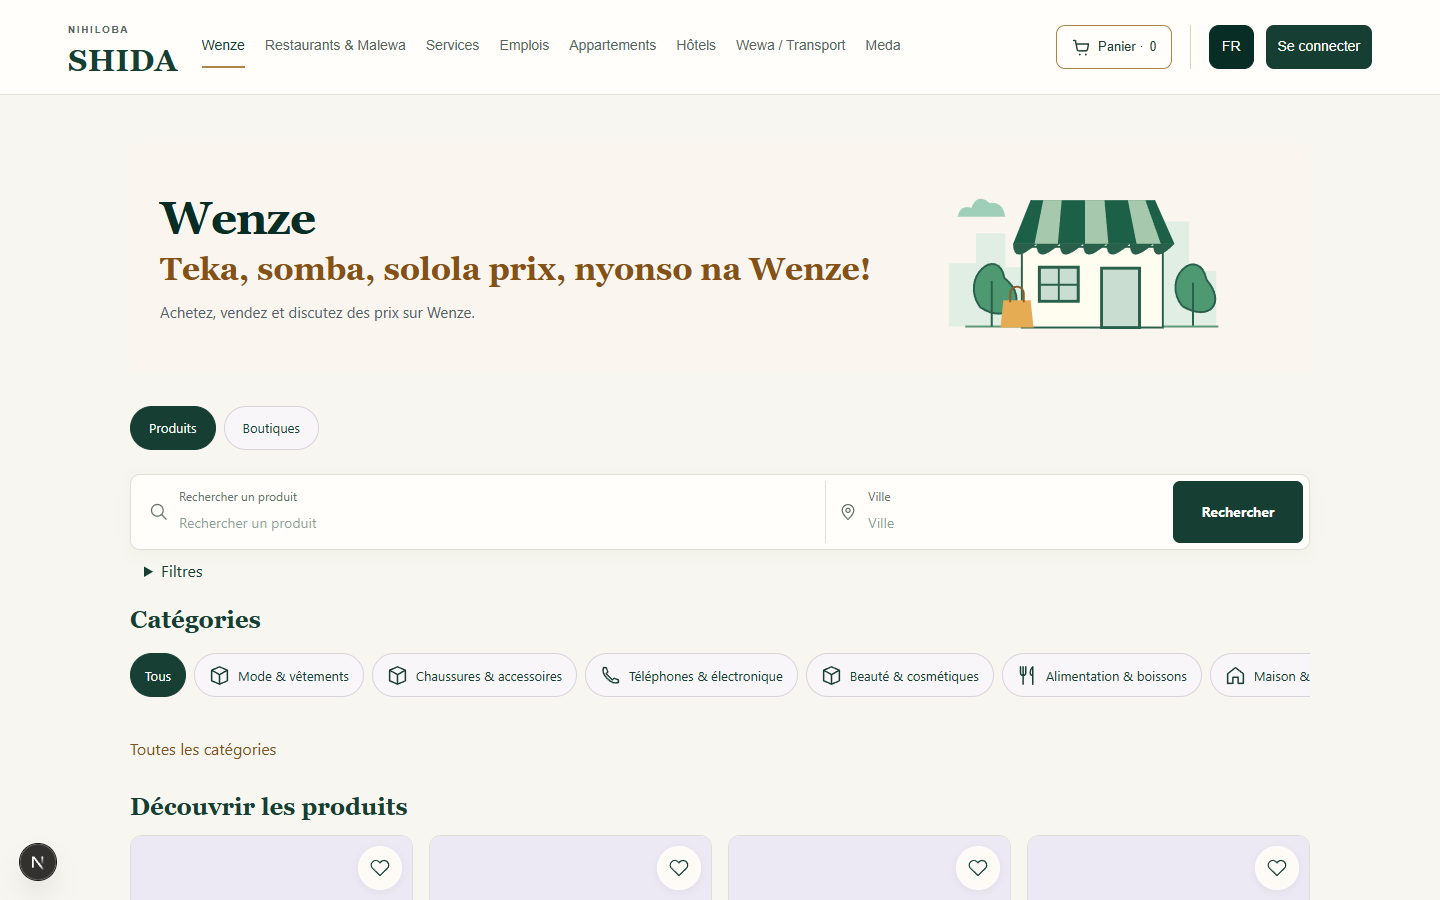 NIHILOBA
SHIDA
Wenze
Restaurants & Malewa
Services
Emplois
Appartements
Hôtels
Wewa / Transport
Meda
Panier · 0
FR
Se connecter
Wenze
Teka, somba, solola prix, nyonso na Wenze!
Achetez, vendez et discutez des prix sur Wenze.
Produits
Boutiques
Rechercher un produit
Rechercher un produit
Ville
Ville
Rechercher
Filtres
Catégories
Tous
Mode & vêtements
Chaussures & accessoires
Téléphones & électronique
Beauté & cosmétiques
Alimentation & boissons
Maison &
Toutes les catégories
Découvrir les produits
N